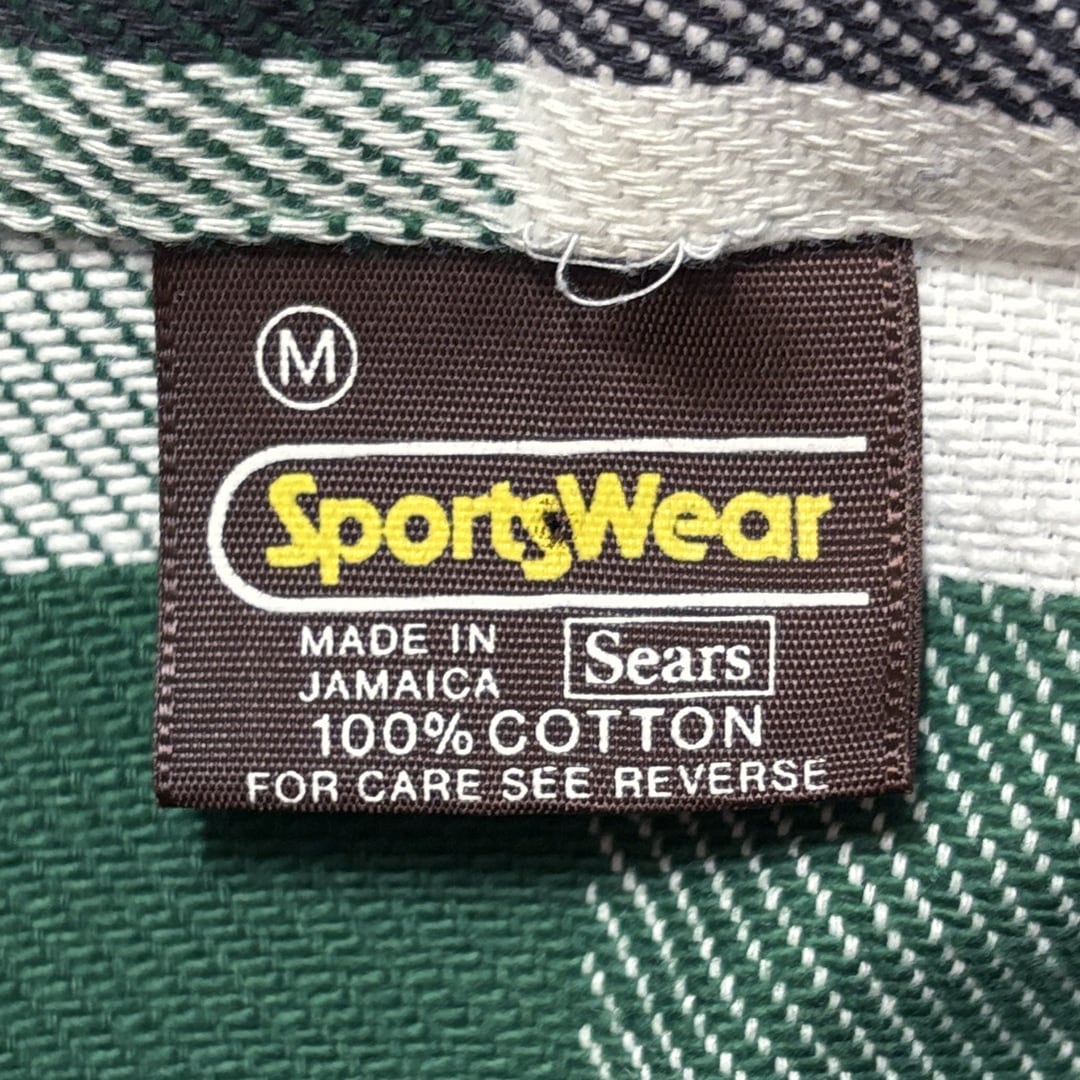 M
SportsWear
MADE IN
JAMAICA
Sears
100% COTTON
FOR CARE SEE REVERSE